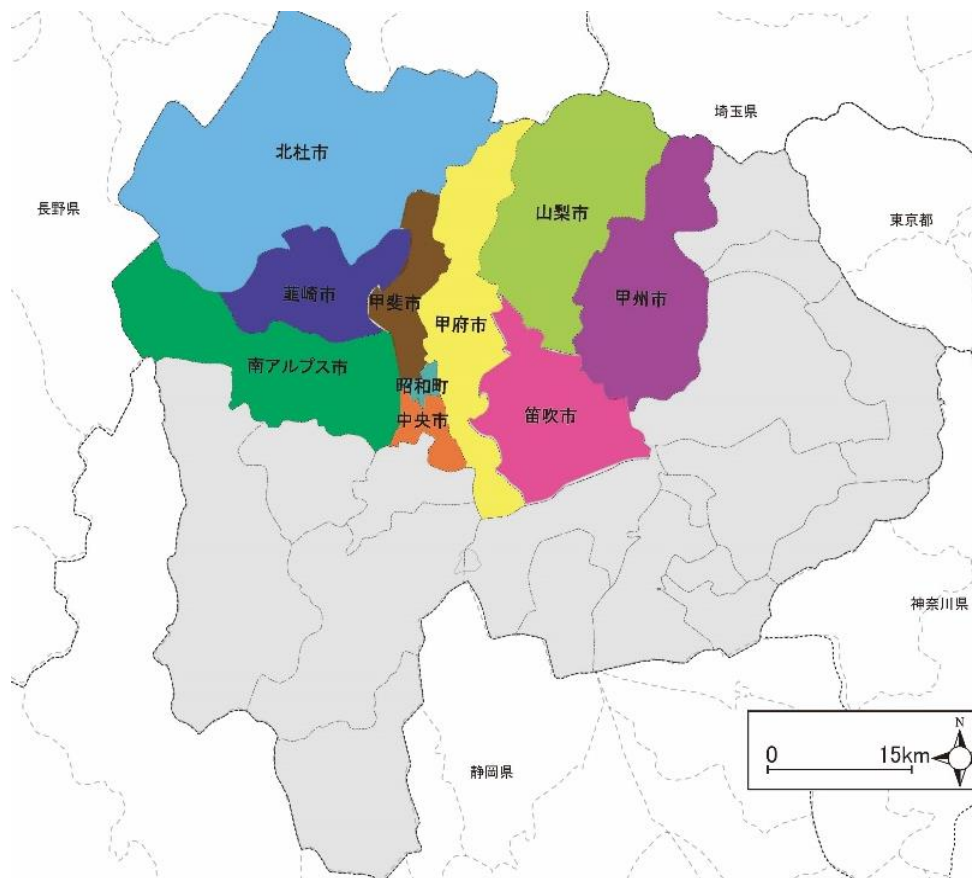 埼玉県
北杜市
長野県
山梨市
東京都
韮崎市
甲斐市
甲府市
甲州市
南アルプス市
昭和町
中央市
笛吹市
神奈川県
静岡県
N
0 15km